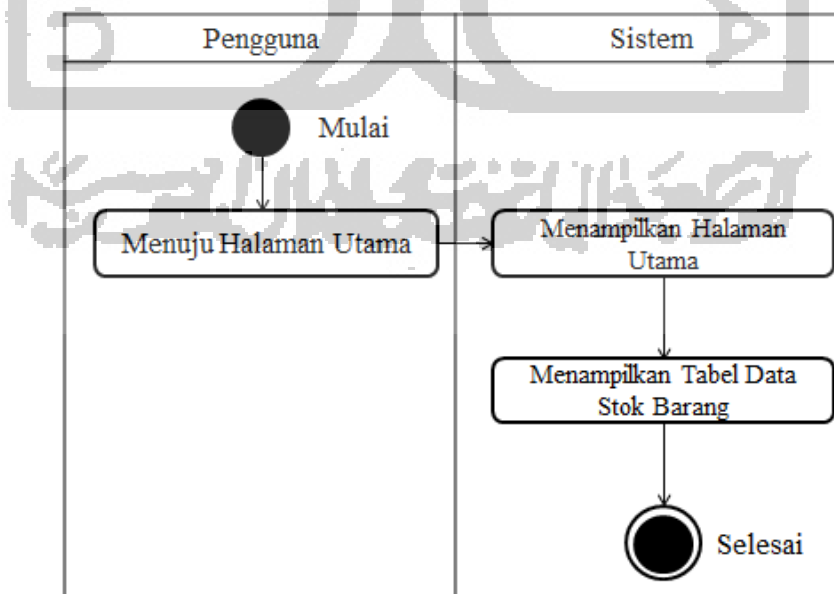 Pengguna
Sistem
Mulai
Menuju Halaman Utama
Menampilkan Halaman
Utama
Menampilkan Tabel Data
Stok Barang
Selesai